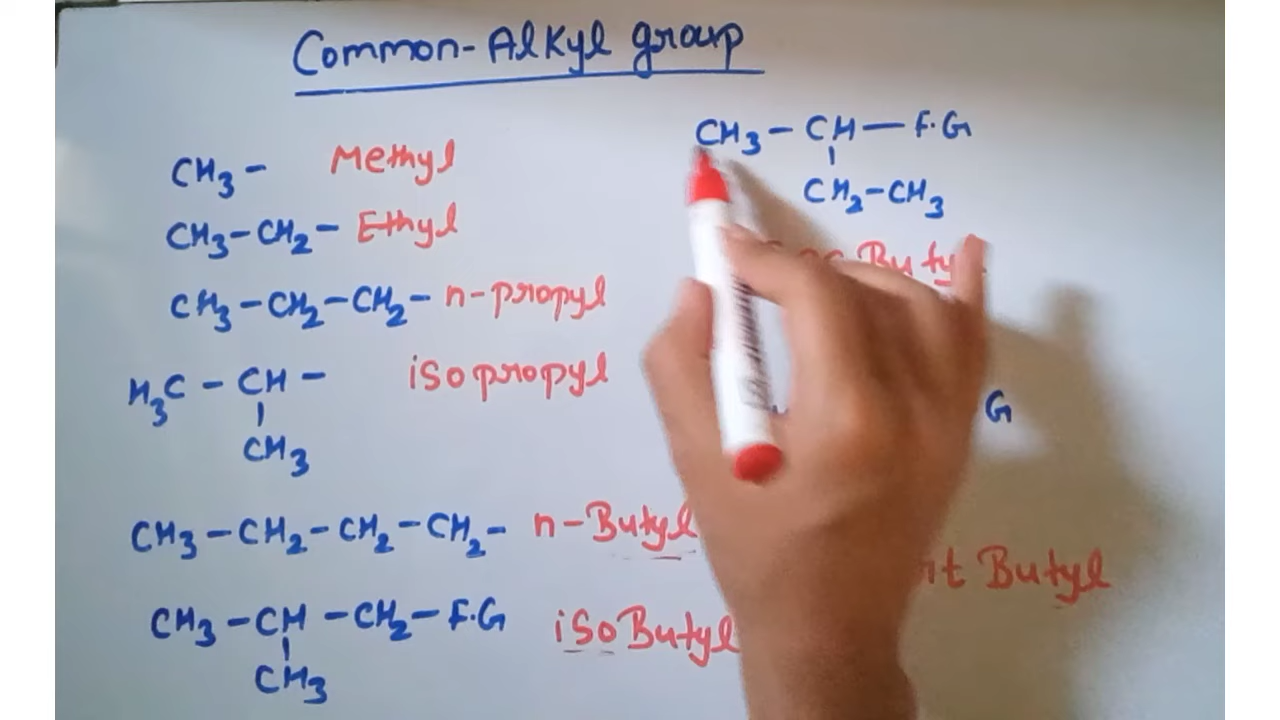 Common-Alkyl group
CH3- Methyl
CH3-CH2- Ethyl
CH3-CH2-CH2- n-propyl
H3C-CH- isopropyl
CH3
CH3-CH2-CH2-CH2- n-Butyl
CH3-CH-CH2-F.G isoButyl
CH3
CH3-CH-F.G
CH2-CH3
Butyl
G
Butyl